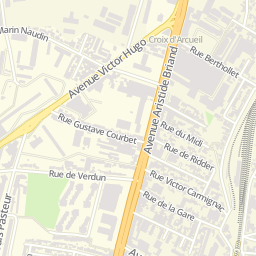 Marin Naudin
Avenue Victor Hugo
Croix d'Arcueil
Rue Berthollet
Avenue Aristide Briand
Rue Gustave Courbet
Rue du Midi
Rue de Ridder
Rue de Verdun
Rue Victor Carmignac
Rue de la Gare
Pasteur